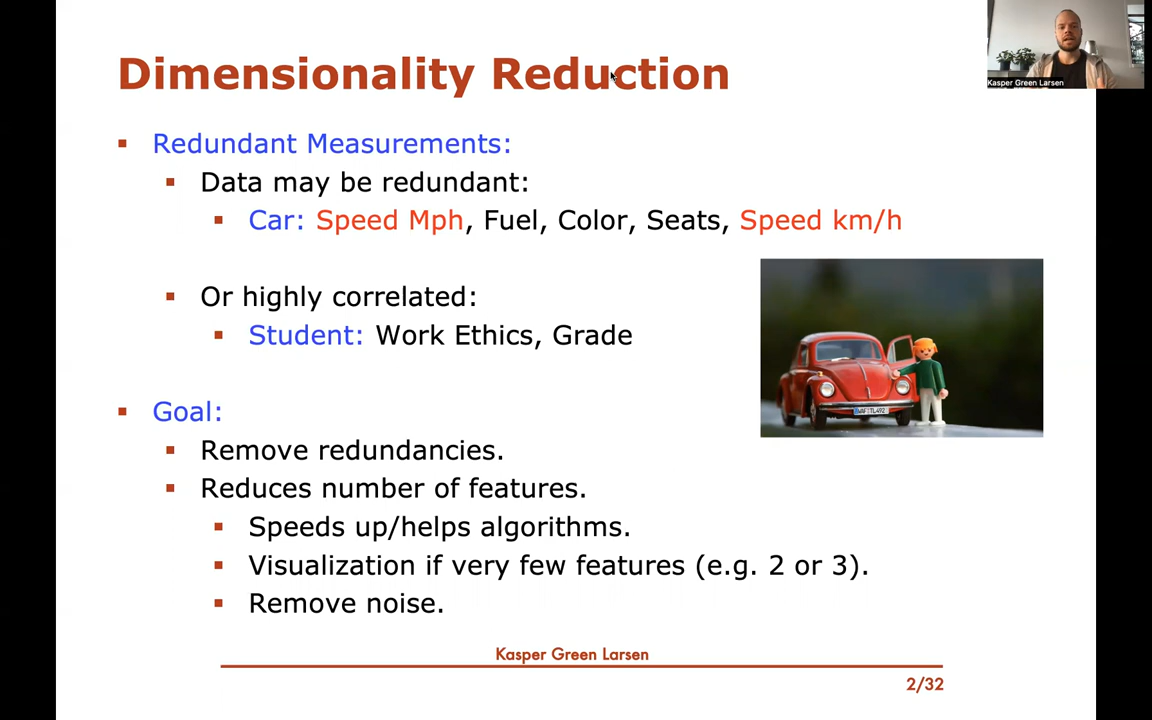 Dimensionality Reduction
Kasper Green Larsen
Redundant Measurements:
Data may be redundant:
Car: Speed Mph, Fuel, Color, Seats, Speed km/h
Or highly correlated:
Student: Work Ethics, Grade
Goal:
Remove redundancies.
Reduces number of features.
Speeds up/helps algorithms.
Visualization if very few features (e.g. 2 or 3).
Remove noise.
Kasper Green Larsen
2/32